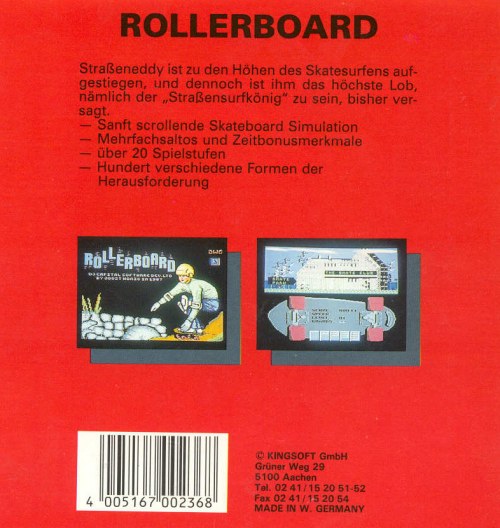 ROLLERBOARD
Straßeneddy ist zu den Höhen des Skatesurfens auf-
gestiegen, und dennoch ist ihm das höchste Lob,
nämlich der „Straßensurfkönig" zu sein, bisher ver-
sagt.
— Sanft scrollende Skateboard Simulation
— Mehrfachsaltos und Zeitbonusmerkmale
— über 20 Spielstufen
— Hundert verschiedene Formen der
Herausforderung
ROLLERBOARD
4 005167 002368
© KINGSOFT GmbH
Grüner Weg 29
5100 Aachen
Tel. 02 41/15 20 51-52
Fax 02 41/15 20 54
MADE IN W. GERMANY